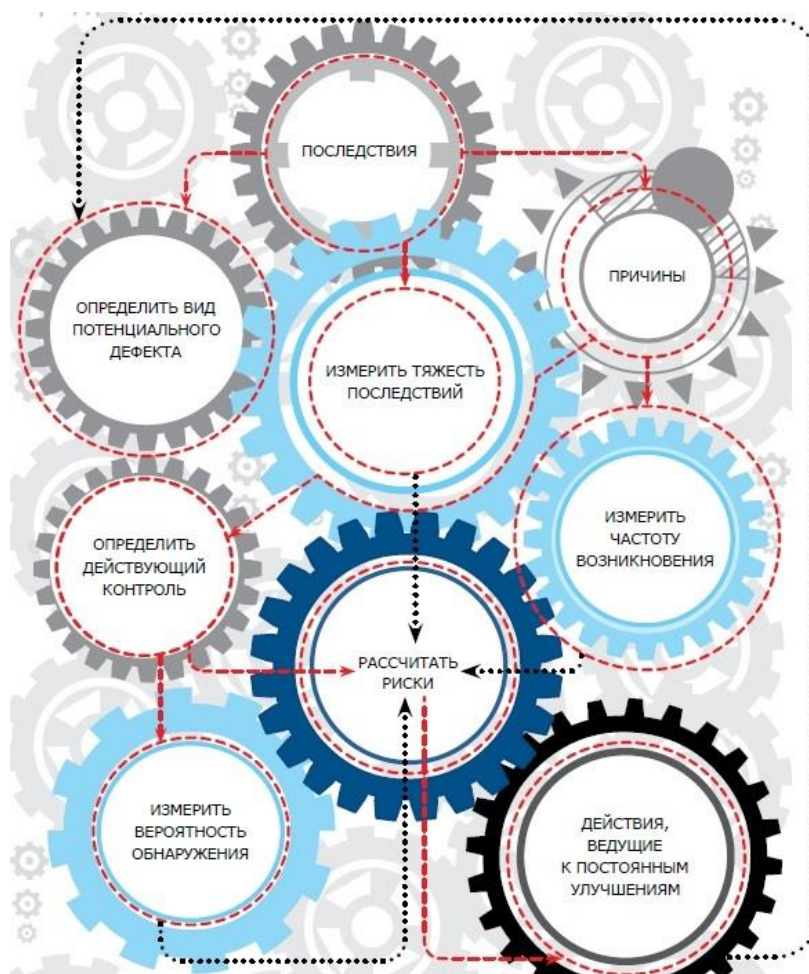 ПОСЛЕДСТВИЯ
ПРИЧИНЫ
ОПРЕДЕЛИТЬ ВИД
ПОТЕНЦИАЛЬНОГО
ДЕФЕКТА
ИЗМЕРИТЬ ТЯЖЕСТЬ
ПОСЛЕДСТВИЙ
ОПРЕДЕЛИТЬ
ДЕЙСТВУЮЩИЙ
КОНТРОЛЬ
ИЗМЕРИТЬ
ЧАСТОТУ
ВОЗНИКНОВЕНИЯ
РАССЧИТАТЬ
РИСКИ
ИЗМЕРИТЬ
ВЕРОЯТНОСТЬ
ОБНАРУЖЕНИЯ
ДЕЙСТВИЯ,
ВЕДУЩИЕ
К ПОСТОЯННЫМ
УЛУЧШЕНИЯМ